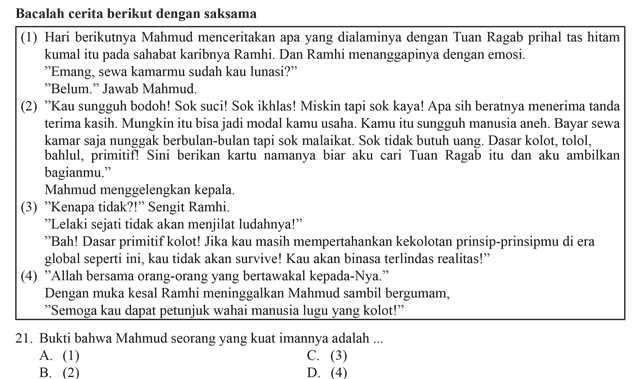 Bacalah cerita berikut dengan saksama
(1) Hari berikutnya Mahmud menceritakan apa yang dialaminya dengan Tuan Ragab prihal tas hitam
kumal itu pada sahabat karibnya Ramhi. Dan Ramhi menanggapinya dengan emosi.
”Emang, sewa kamarmu sudah kau lunasi?”
”Belum.” Jawab Mahmud.
(2) ”Kau sungguh bodoh! Sok suci! Sok ikhlas! Miskin tapi sok kaya! Apa sih beratnya menerima tanda
terima kasih. Mungkin itu bisa jadi modal kamu usaha. Kamu itu sungguh manusia aneh. Bayar sewa
kamar saja nunggak berbulan-bulan tapi sok malaikat. Sok tidak butuh uang. Dasar kolot, tolol,
bahlul, primitif! Sini berikan kartu namanya biar aku cari Tuan Ragab itu dan aku ambilkan
bagianmu.”
Mahmud menggelengkan kepala.
(3) ”Kenapa tidak?!” Sengit Ramhi.
”Lelaki sejati tidak akan menjilat ludahnya!”
”Bah! Dasar primitif kolot! Jika kau masih mempertahankan kekolotan prinsip-prinsipmu di era
global seperti ini, kau tidak akan survive! Kau akan binasa terlindas realitas!”
(4) ”Allah bersama orang-orang yang bertawakal kepada-Nya.”
Dengan muka kesal Ramhi meninggalkan Mahmud sambil bergumam,
”Semoga kau dapat petunjuk wahai manusia lugu yang kolot!”
21. Bukti bahwa Mahmud seorang yang kuat imannya adalah ...
A. (1) C. (3)
B. (2) D. (4)